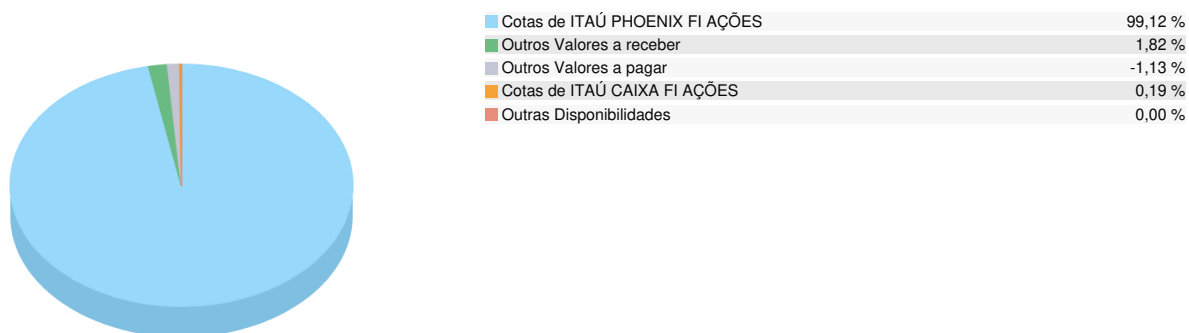 Cotas de ITAÚ PHOENIX FI AÇÕES 99,12 %
Outros Valores a receber 1,82 %
Outros Valores a pagar -1,13 %
Cotas de ITAÚ CAIXA FI AÇÕES 0,19 %
Outras Disponibilidades 0,00 %